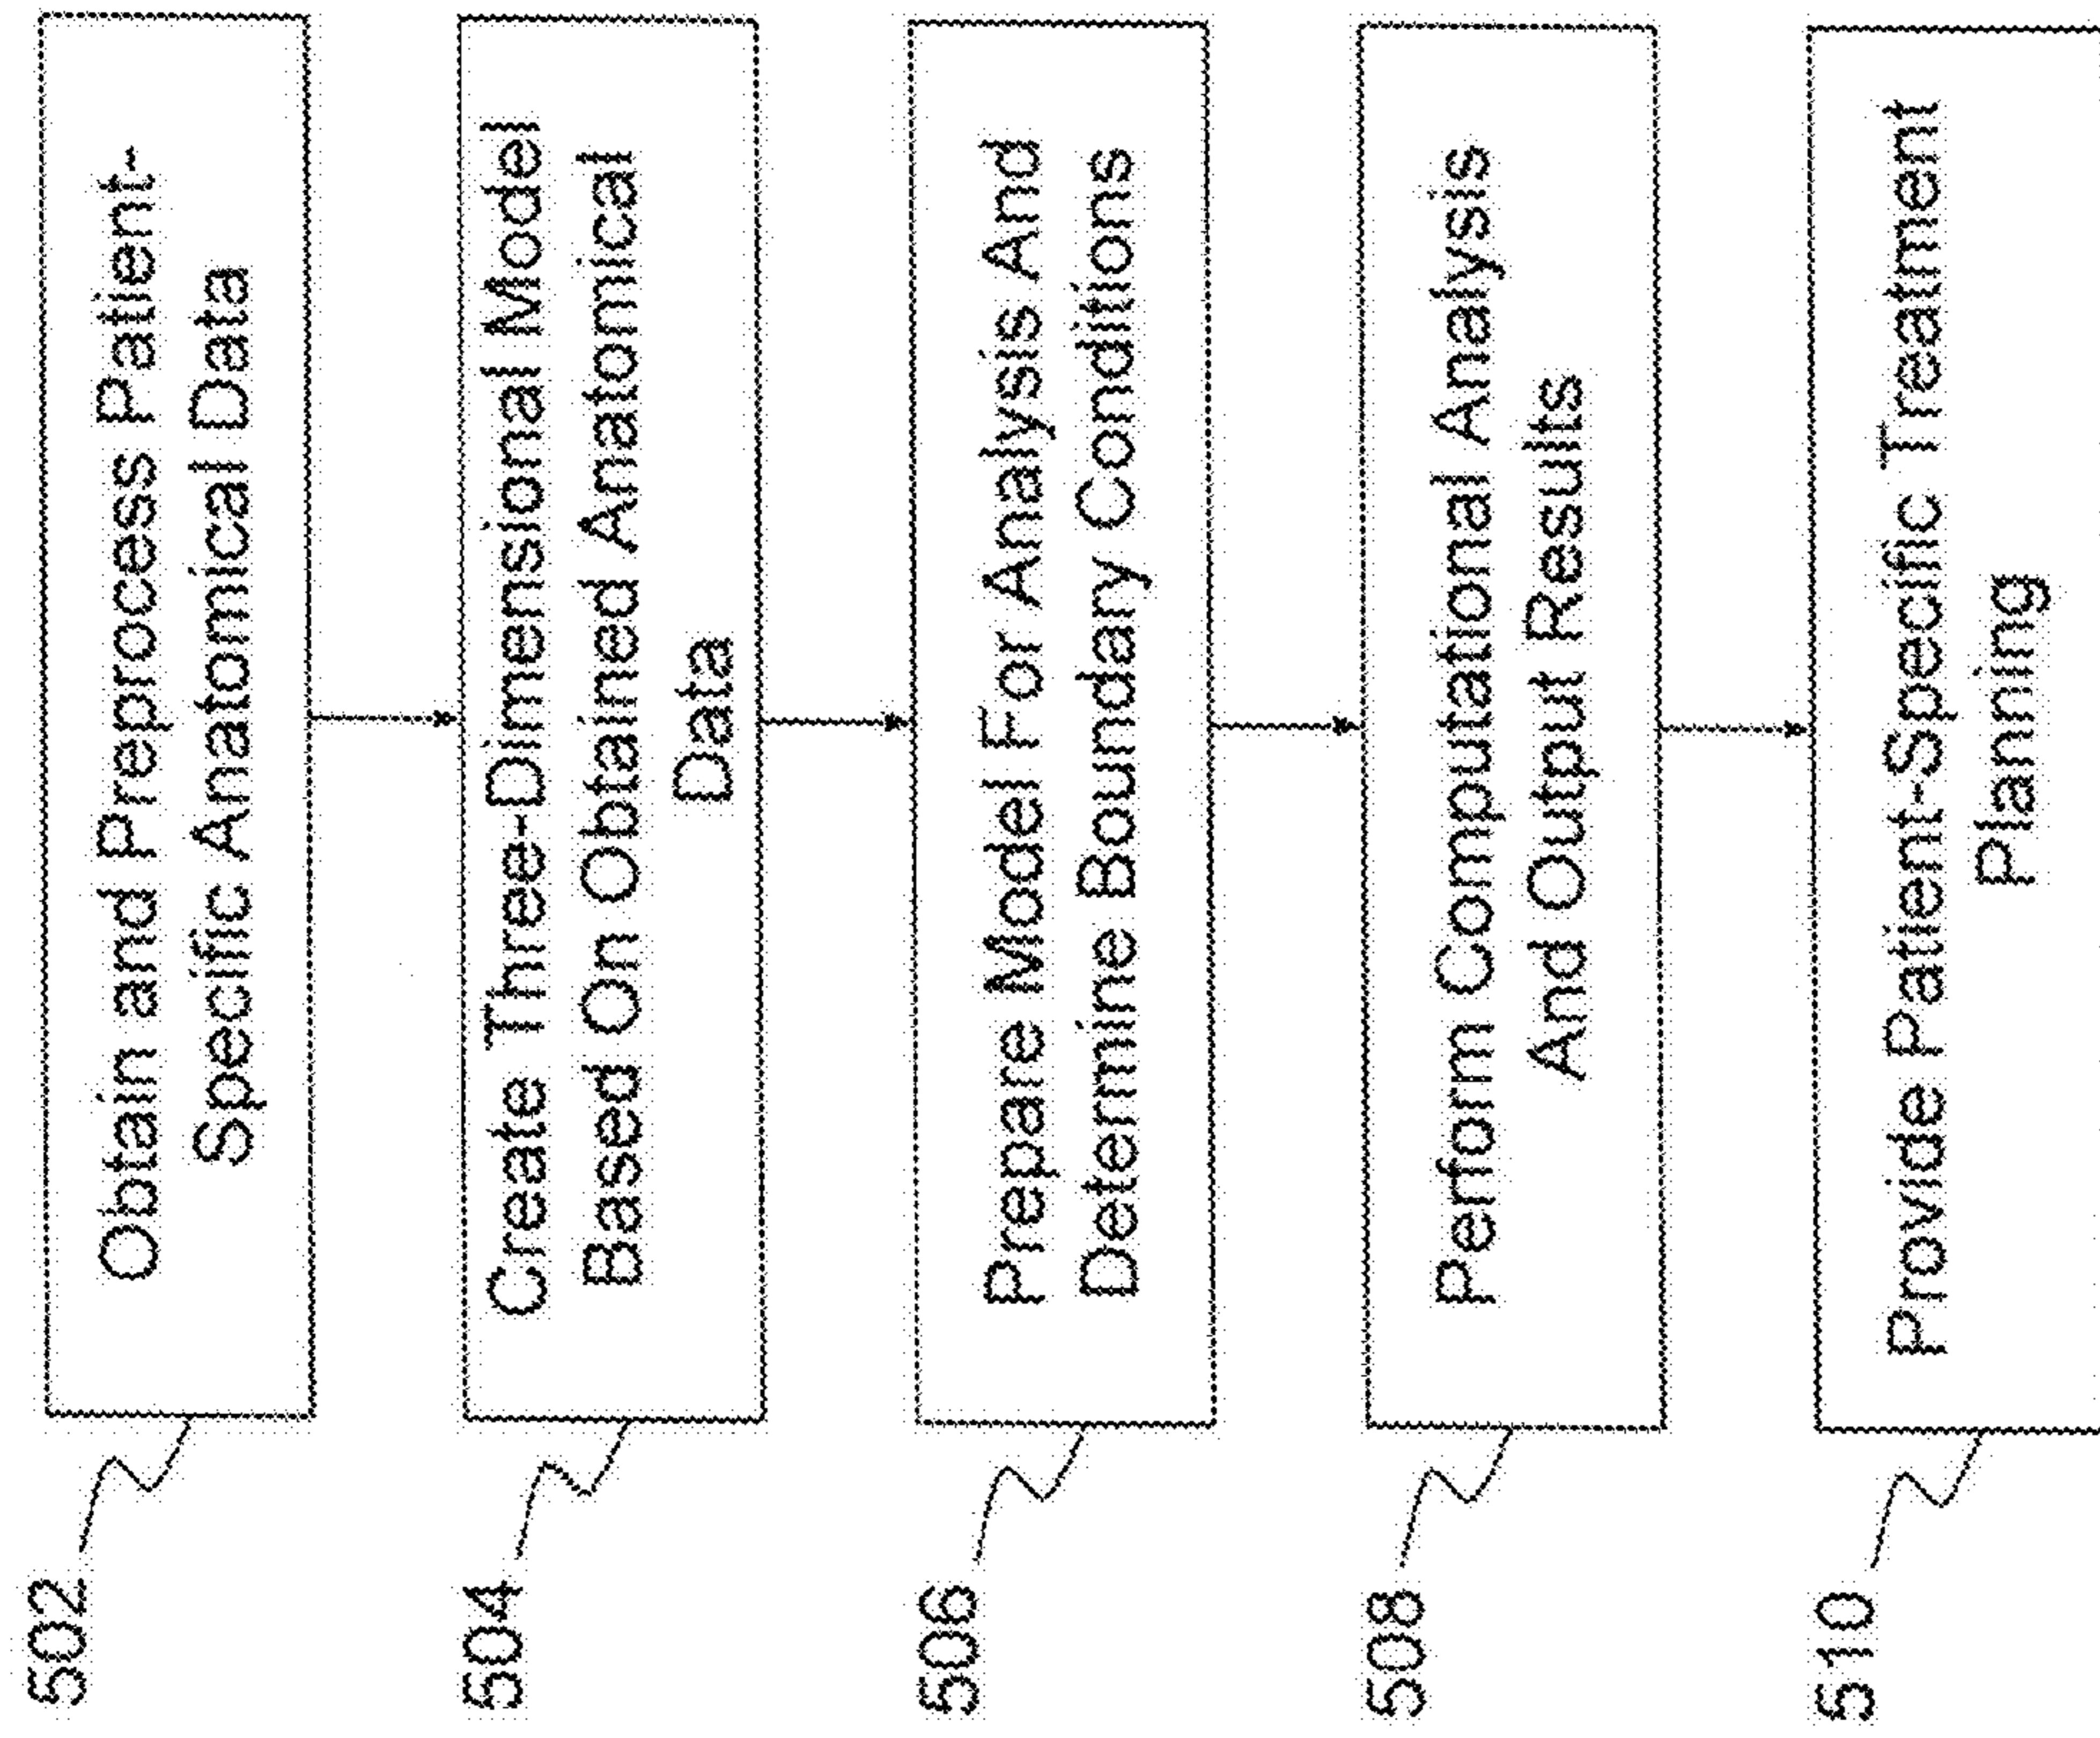 502
Obtain and Preprocess Patient-
Specific Anatomical Data
504
Create Three-Dimensional Model
Based On Obtained Anatomical
Data
506
Prepare Model For Analysis And
Determine Boundary Conditions
508
Perform Computational Analysis
And Output Results
510
Provide Patient-Specific Treatment
Planning